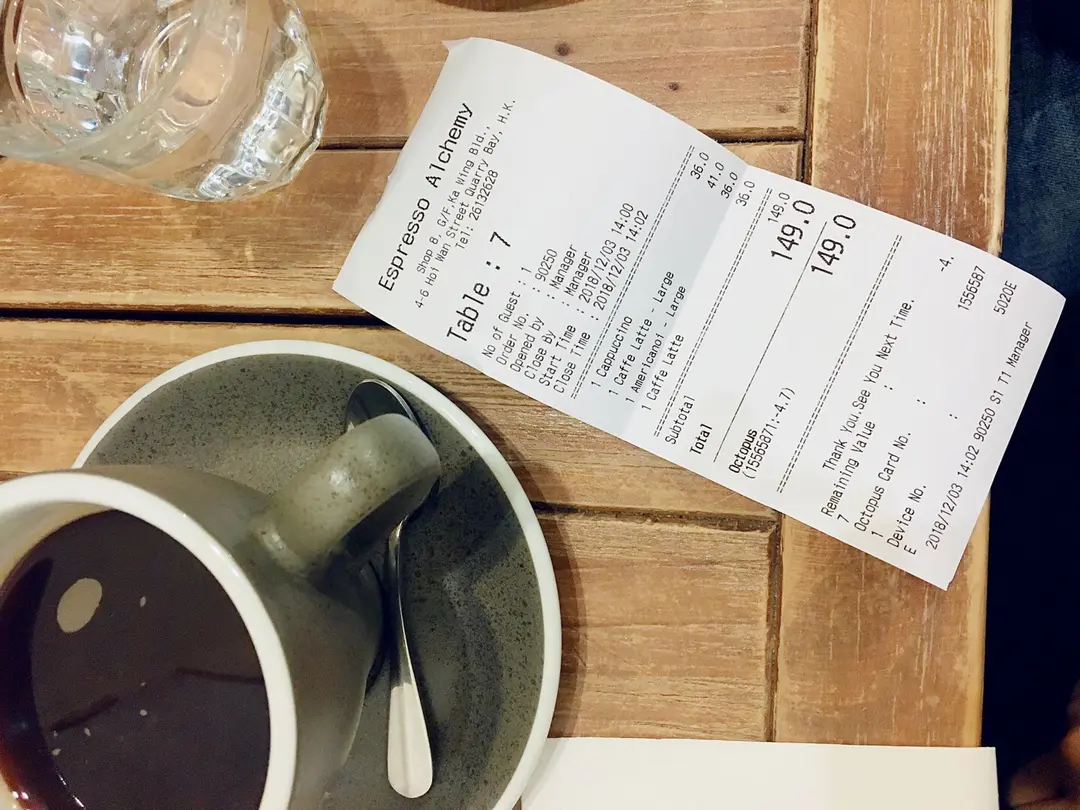 Espresso Alchemy
Shop 8, G/F,Ka Wing Bld.,
4-6 Hoi Wan Street Quarry Bay, H.K.
Tel: 26132628
Table : 7
No of Guest : 1
Order No. : 90250
Opened by : Manager
Close By : Manager
Start Time : 2018/12/03 14:00
Close Time : 2018/12/03 14:02
1 Cappuccino 36.0
1 Caffe Latte - Large 41.0
1 Americano! - Large 36.0
1 Caffe Latte 36.0
Subtotal 149.0
Total 149.0
Octopus 149.0
(15565871:-4.7)
Thank You.See You Next Time.
Remaining Value : -4.
7
Octopus Card No. : 1556587
1
Device No. : 5020E
E
2018/12/03 14:02 90250 S1 T1 Manager